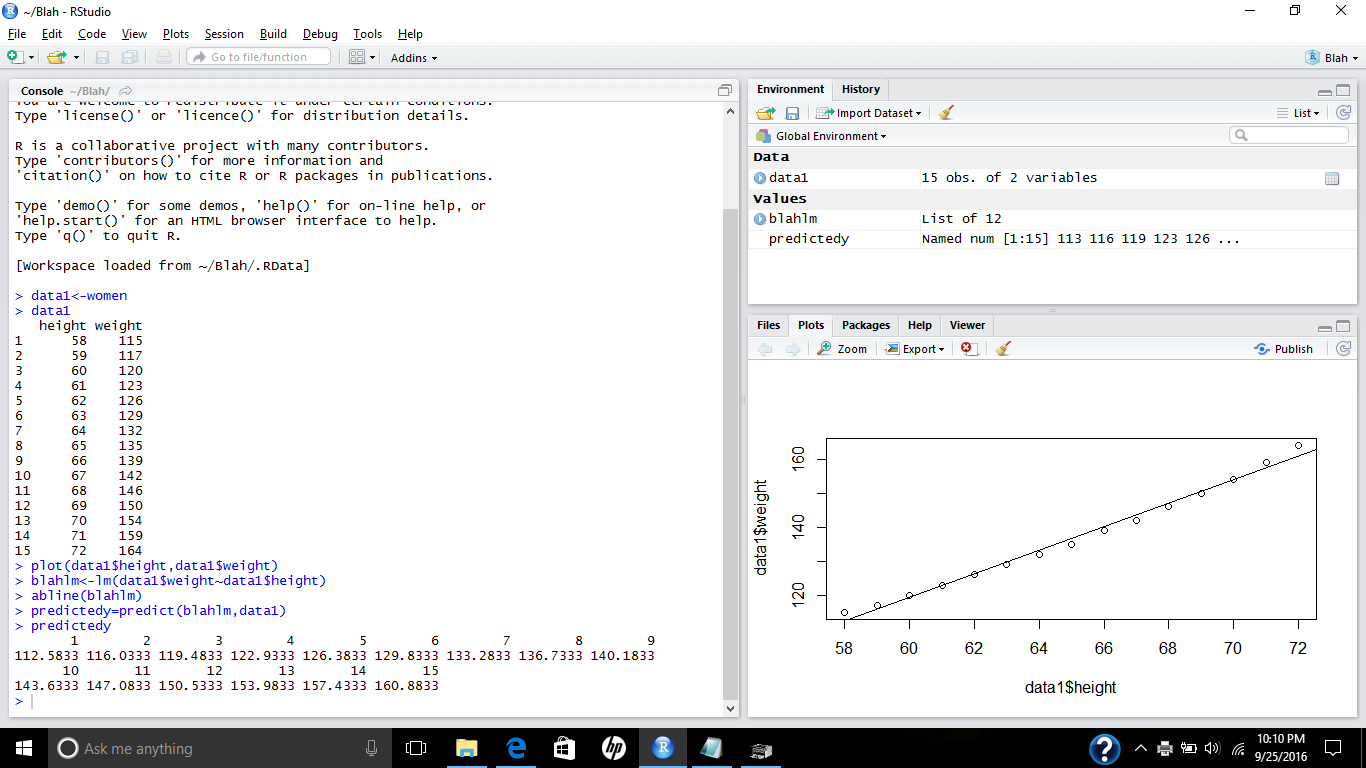 ~/Blah - RStudio
File Edit Code View Plots Session Build Debug Tools Help
Go to file/function Addins Blah
Console ~/Blah/
You are welcome to redistribute it under certain conditions.
Type 'license()' or 'licence()' for distribution details.
R is a collaborative project with many contributors.
Type 'contributors()' for more information and
'citation()' on how to cite R or R packages in publications.
Type 'demo()' for some demos, 'help()' for on-line help, or
'help.start()' for an HTML browser interface to help.
Type 'q()' to quit R.
[Workspace loaded from ~/Blah/.RData]
> data1<-women
> data1
height weight
1 58 115
2 59 117
3 60 120
4 61 123
5 62 126
6 63 129
7 64 132
8 65 135
9 66 139
10 67 142
11 68 146
12 69 150
13 70 154
14 71 159
15 72 164
> plot(data1$height,data1$weight)
> blahlm<-lm(data1$weight~data1$height)
> abline(blahlm)
> predictedy=predict(blahlm,data1)
> predictedy
1 2 3 4 5 6 7 8 9
112.5833 116.0333 119.4833 122.9333 126.3833 129.8333 133.2833 136.7333 140.1833
10 11 12 13 14 15
143.6333 147.0833 150.5333 153.9833 157.4333 160.8833
>
Environment History
Import Dataset List
Global Environment
Data
data1 15 obs. of 2 variables
Values
blahlm List of 12
predictedy Named num [1:15] 113 116 119 123 126 ...
Files Plots Packages Help Viewer
Zoom Export Publish
160
140
120
data1$weight
58 60 62 64 66 68 70 72
data1$height
Ask me anything
hp
R
?
10:10 PM
9/25/2016